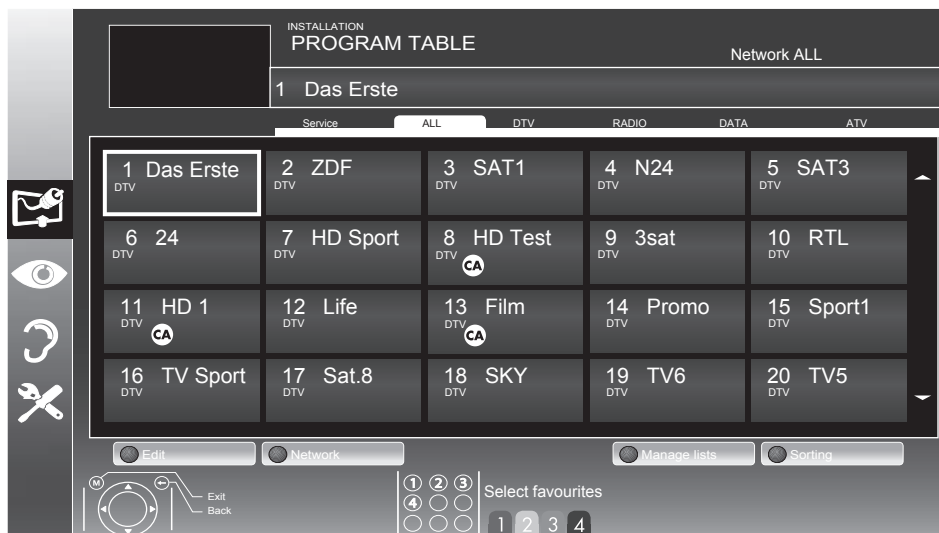 INSTALLATION
PROGRAM TABLE
Network ALL
1 Das Erste
Service ALL DTV RADIO DATA ATV
1 Das Erste
DTV
2 ZDF
DTV
3 SAT1
DTV
4 N24
DTV
5 SAT3
DTV
6 24
DTV
7 HD Sport
DTV
8 HD Test
DTV
CA
9 3sat
DTV
10 RTL
DTV
11 HD 1
DTV
CA
12 Life
DTV
13 Film
DTV
CA
14 Promo
DTV
15 Sport1
DTV
16 TV Sport
DTV
17 Sat.8
DTV
18 SKY
DTV
19 TV6
DTV
20 TV5
DTV
Edit Network Manage lists Sorting
M
Exit
Back
1 2 3
4
Select favourites
1 2 3 4